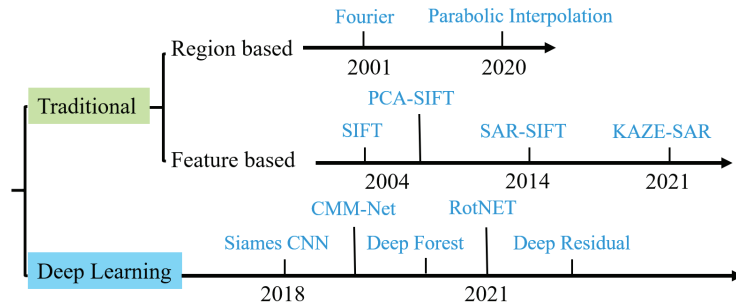 Fourier
Parabolic Interpolation
Region based
2001
2020
Traditional
PCA-SIFT
SIFT
SAR-SIFT
KAZE-SAR
Feature based
2004
2014
2021
CMM-Net
RotNET
Siames CNN
Deep Forest
Deep Residual
Deep Learning
2018
2021